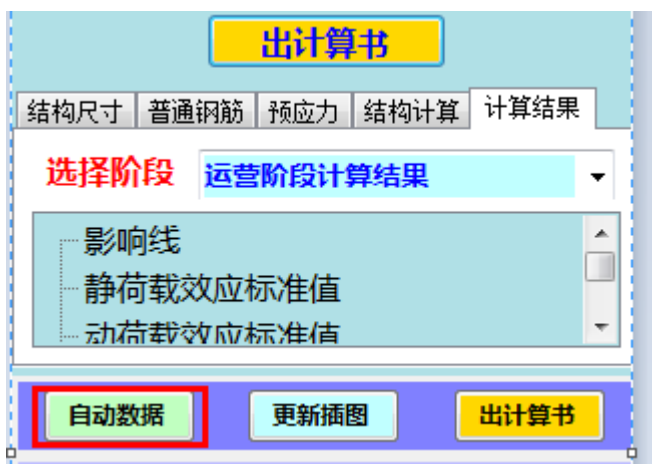 出计算书
结构尺寸 普通钢筋 预应力 结构计算 计算结果
选择阶段 运营阶段计算结果
影响线
静荷载效应标准值
动荷载效应标准值
自动数据 更新插图 出计算书